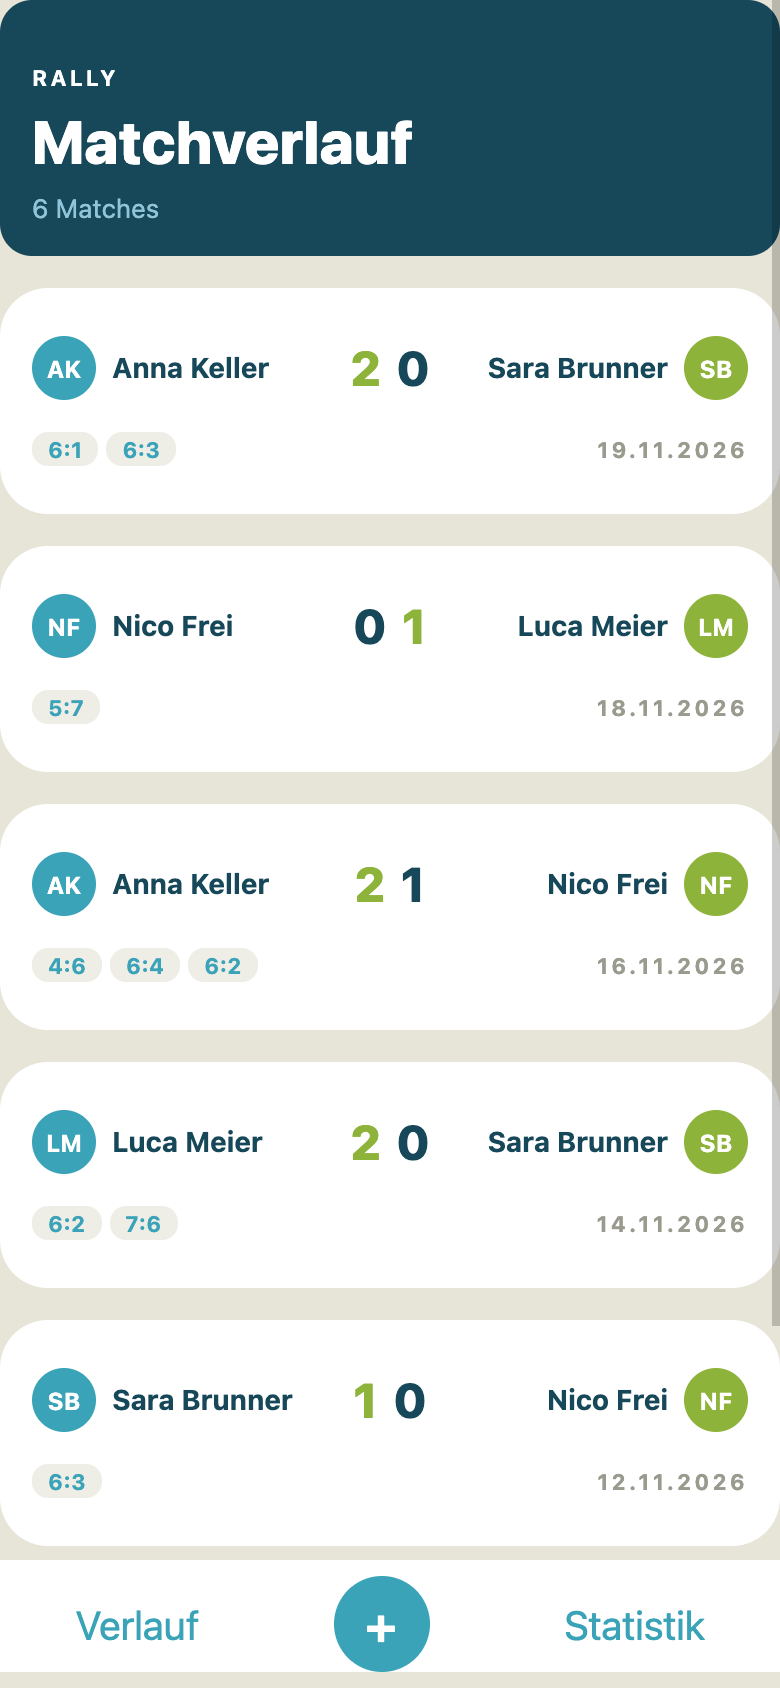 RALLY
Matchverlauf
6 Matches
AK Anna Keller 2 0 Sara Brunner SB
6:1 6:3 19.11.2026
NF Nico Frei 0 1 Luca Meier LM
5:7 18.11.2026
AK Anna Keller 2 1 Nico Frei NF
4:6 6:4 6:2 16.11.2026
LM Luca Meier 2 0 Sara Brunner SB
6:2 7:6 14.11.2026
SB Sara Brunner 1 0 Nico Frei NF
6:3 12.11.2026
Verlauf + Statistik